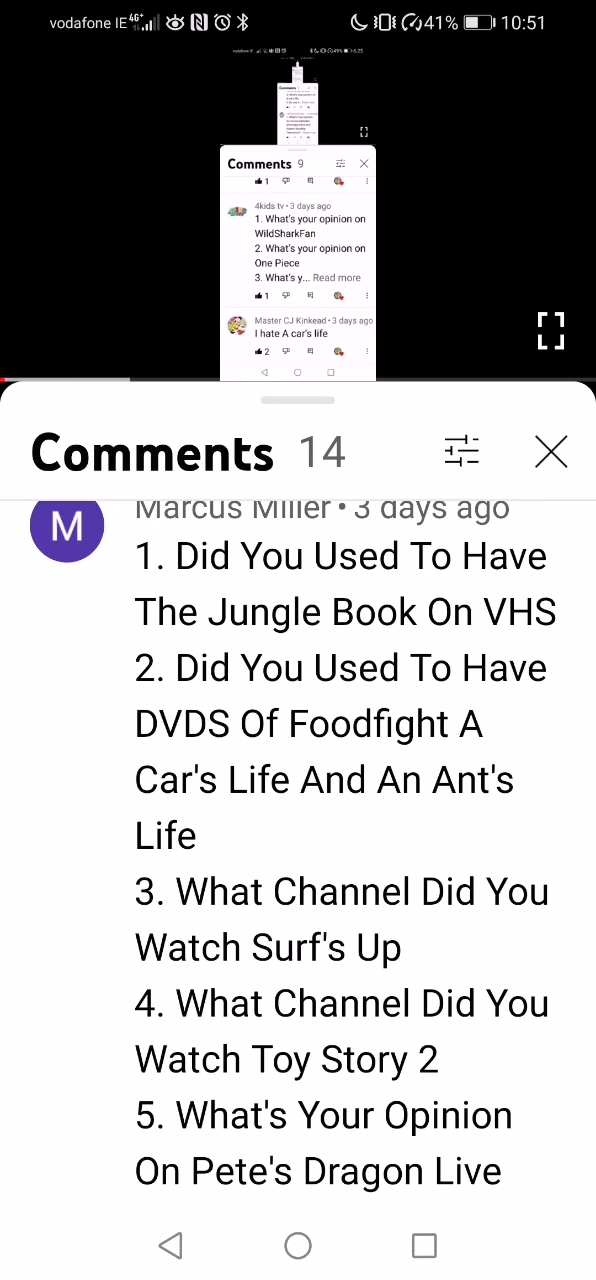 vodafone IE 4G+ 41% 10:51
Comments 9
1
4kids tv • 3 days ago
1. What's your opinion on
WildSharkFan
2. What's your opinion on
One Piece
3. What's y... Read more
1
Master CJ Kinkead • 3 days ago
I hate A car's life
2
Comments 14
M
Marcus Miller • 3 days ago
1. Did You Used To Have
The Jungle Book On VHS
2. Did You Used To Have
DVDS Of Foodfight A
Car's Life And An Ant's
Life
3. What Channel Did You
Watch Surf's Up
4. What Channel Did You
Watch Toy Story 2
5. What's Your Opinion
On Pete's Dragon Live